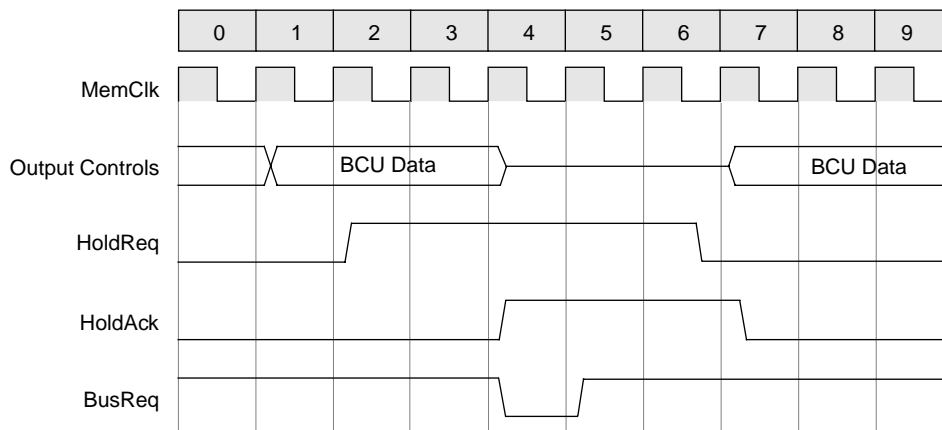 0 1 2 3 4 5 6 7 8 9
MemClk
Output Controls BCU Data BCU Data
HoldReq
HoldAck
BusReq